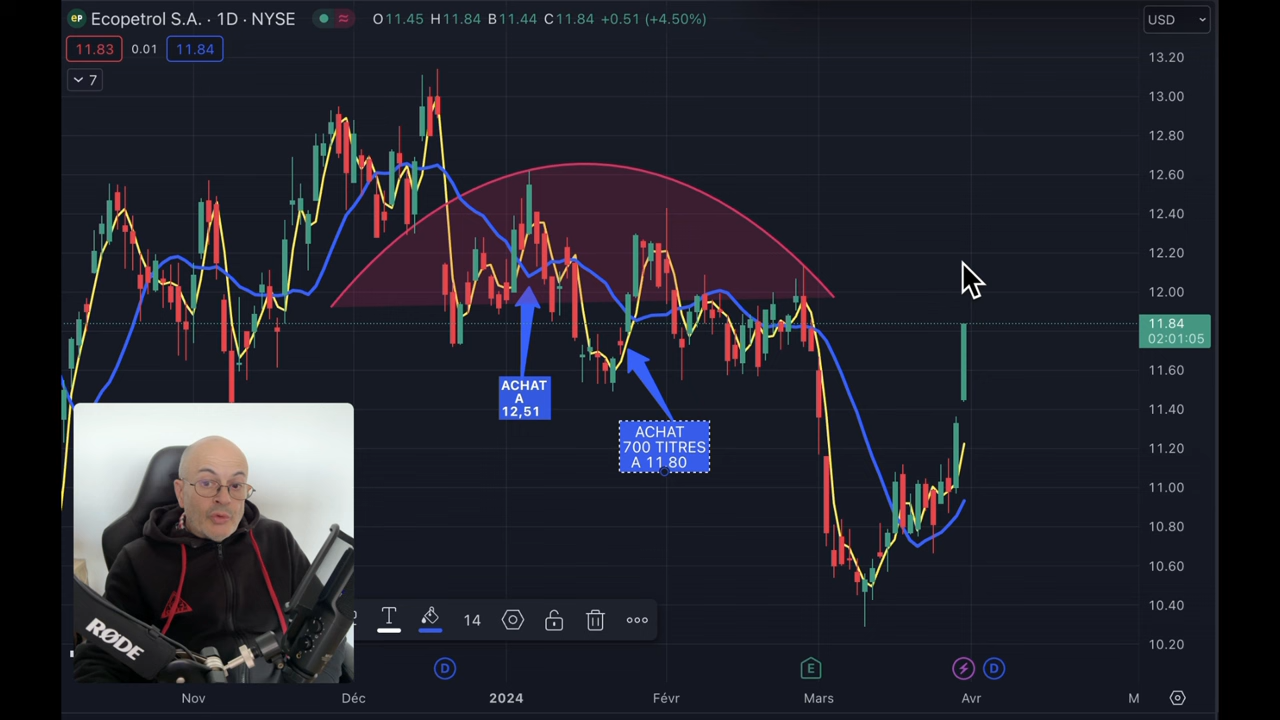 eP Ecopetrol S.A. · 1D · NYSE O11.45 H11.84 B11.44 C11.84 +0.51 (+4.50%)
USD
11.83 0.01 11.84
7
13.20
13.00
12.80
12.60
12.40
12.20
12.00
11.84
02:01:05
11.60
11.40
11.20
11.00
10.80
10.60
10.40
10.20
ACHAT
A
12,51
ACHAT
700 TITRES
A 11.80
T 14
RØDE
D E D
Nov Déc 2024 Févr Mars Avr M